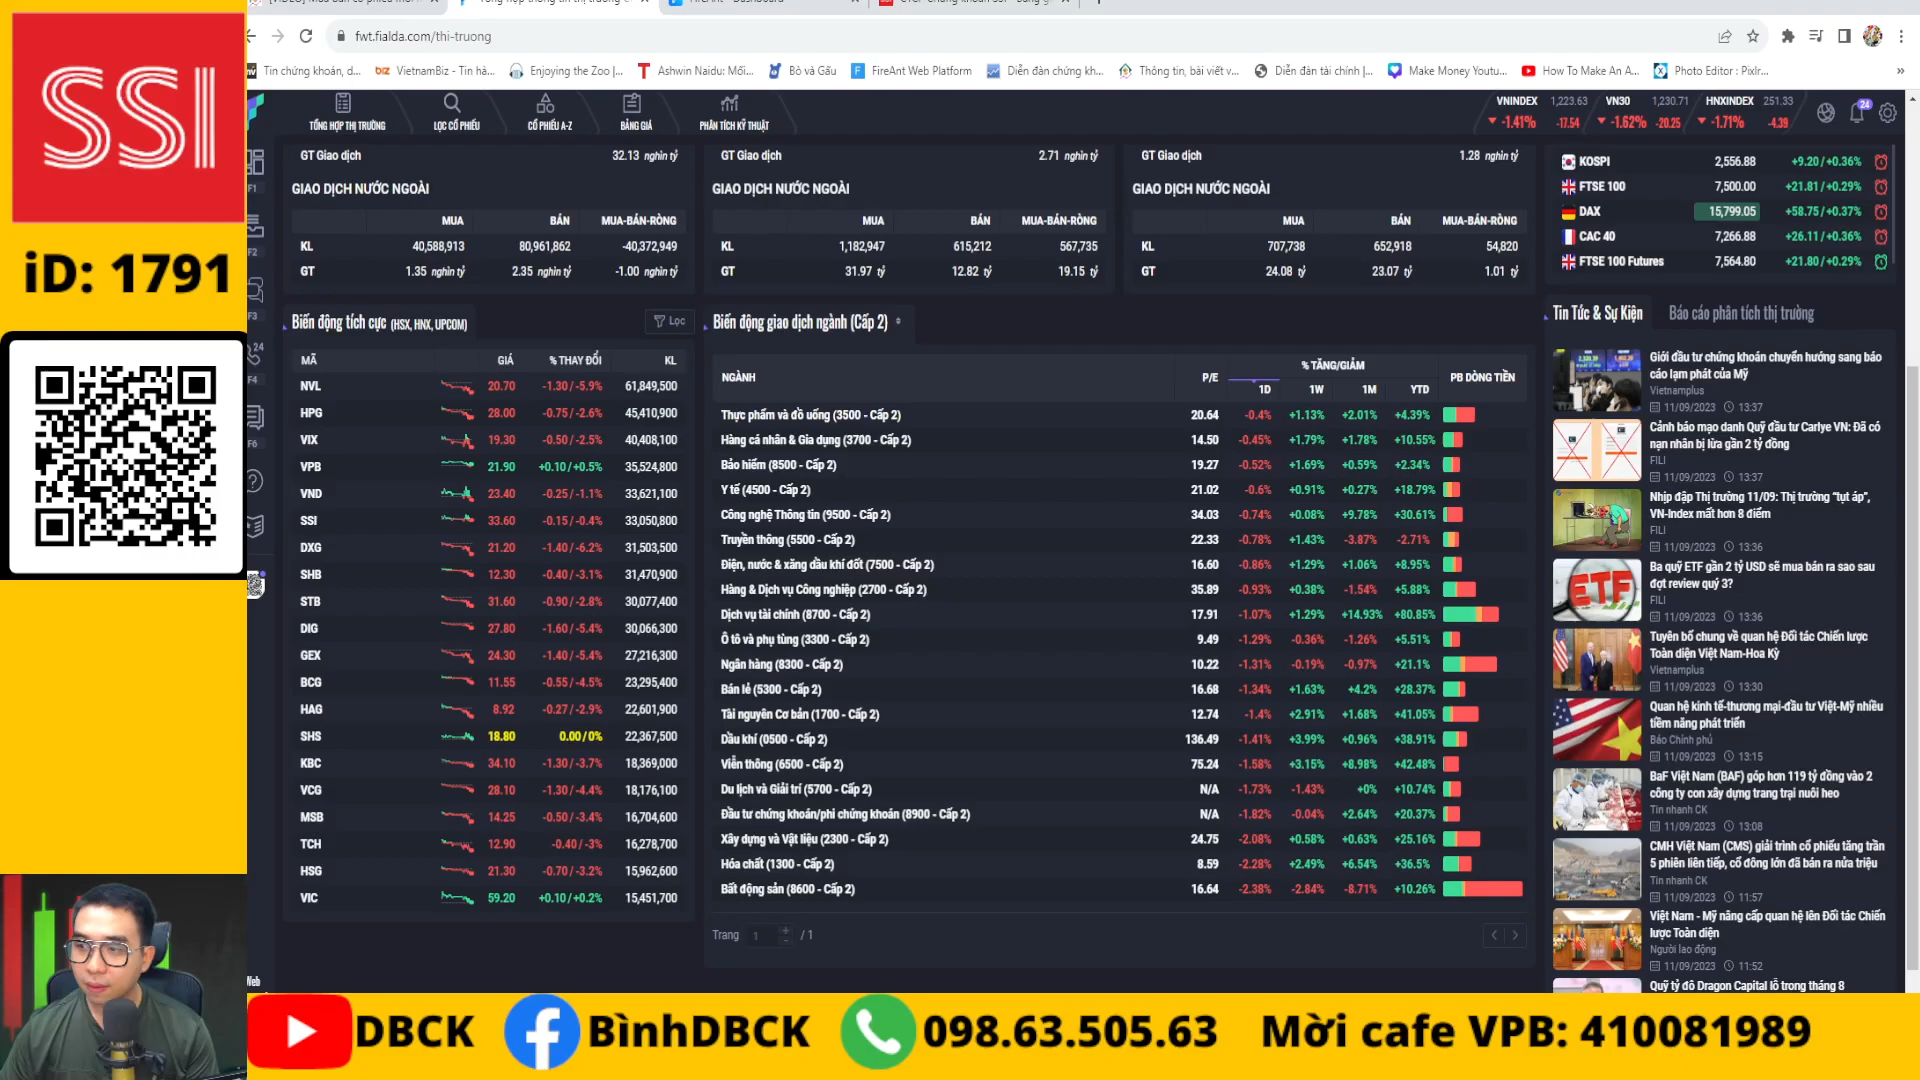 SSI
iD: 1791
fwt.fialda.com/thi-truong
Tin chứng khoán, d...
VietnamBiz - Tin hà...
Enjoying the Zoo |...
Ashwin Naidu: Mối...
Bò và Gấu
FireAnt Web Platform
Diễn đàn chứng kh...
Thông tin, bài viết v...
Diễn đàn tài chính |...
Make Money Youtu...
How To Make An A...
Photo Editor : Pixlr...
TỔNG HỢP THỊ TRƯỜNG
LỌC CỔ PHIẾU
CỔ PHIẾU A-Z
BẢNG GIÁ
PHÂN TÍCH KỸ THUẬT
VNINDEX 1,223.63 -1.41% -17.54
VN30 1,230.71 -1.62% -20.25
HNXINDEX 251.33 -1.71% -4.39
24
GT Giao dịch 32.13 nghìn tỷ
GIAO DỊCH NƯỚC NGOÀI
MUA BÁN MUA-BÁN-RÒNG
KL 40,588,913 80,961,862 -40,372,949
GT 1.35 nghìn tỷ 2.35 nghìn tỷ -1.00 nghìn tỷ
GT Giao dịch 2.71 nghìn tỷ
GIAO DỊCH NƯỚC NGOÀI
MUA BÁN MUA-BÁN-RÒNG
KL 1,182,947 615,212 567,735
GT 31.97 tỷ 12.82 tỷ 19.15 tỷ
GT Giao dịch 1.28 nghìn tỷ
GIAO DỊCH NƯỚC NGOÀI
MUA BÁN MUA-BÁN-RÒNG
KL 707,738 652,918 54,820
GT 24.08 tỷ 23.07 tỷ 1.01 tỷ
KOSPI 2,556.88 +9.20/+0.36%
FTSE 100 7,500.00 +21.81/+0.29%
DAX 15,799.05 +58.75/+0.37%
CAC 40 7,266.88 +26.11/+0.36%
FTSE 100 Futures 7,564.80 +21.80/+0.29%
F1
F2
F3
24
F4
F6
Web
Biến động tích cực (HSX, HNX, UPCOM)
Lọc
MÃ GIÁ % THAY ĐỔI KL
NVL 20.70 -1.30/-5.9% 61,849,500
HPG 28.00 -0.75/-2.6% 45,410,900
VIX 19.30 -0.50/-2.5% 40,408,100
VPB 21.90 +0.10/+0.5% 35,524,800
VND 23.40 -0.25/-1.1% 33,621,100
SSI 33.60 -0.15/-0.4% 33,050,800
DXG 21.20 -1.40/-6.2% 31,503,500
SHB 12.30 -0.40/-3.1% 31,470,900
STB 31.60 -0.90/-2.8% 30,077,400
DIG 27.80 -1.60/-5.4% 30,066,300
GEX 24.30 -1.40/-5.4% 27,216,300
BCG 11.55 -0.55/-4.5% 23,295,400
HAG 8.92 -0.27/-2.9% 22,601,900
SHS 18.80 0.00/0% 22,367,500
KBC 34.10 -1.30/-3.7% 18,369,000
VCG 28.10 -1.30/-4.4% 18,176,100
MSB 14.25 -0.50/-3.4% 16,704,600
TCH 12.90 -0.40/-3% 16,278,700
HSG 21.30 -0.70/-3.2% 15,962,600
VIC 59.20 +0.10/+0.2% 15,451,700
Biến động giao dịch ngành (Cấp 2)
NGÀNH P/E % TĂNG/GIẢM PB DÒNG TIỀN
1D 1W 1M YTD
Thực phẩm và đồ uống (3500 - Cấp 2) 20.64 -0.4% +1.13% +2.01% +4.39%
Hàng cá nhân & Gia dụng (3700 - Cấp 2) 14.50 -0.45% +1.79% +1.78% +10.55%
Bảo hiểm (8500 - Cấp 2) 19.27 -0.52% +1.69% +0.59% +2.34%
Y tế (4500 - Cấp 2) 21.02 -0.6% +0.91% +0.27% +18.79%
Công nghệ Thông tin (9500 - Cấp 2) 34.03 -0.74% +0.08% +9.78% +30.61%
Truyền thông (5500 - Cấp 2) 22.33 -0.78% +1.43% -3.87% -2.71%
Điện, nước & xăng dầu khí đốt (7500 - Cấp 2) 16.60 -0.86% +1.29% +1.06% +8.95%
Hàng & Dịch vụ Công nghiệp (2700 - Cấp 2) 35.89 -0.93% +0.38% -1.54% +5.88%
Dịch vụ tài chính (8700 - Cấp 2) 17.91 -1.07% +1.29% +14.93% +80.85%
Ô tô và phụ tùng (3300 - Cấp 2) 9.49 -1.29% -0.36% -1.26% +5.51%
Ngân hàng (8300 - Cấp 2) 10.22 -1.31% -0.19% -0.97% +21.1%
Bán lẻ (5300 - Cấp 2) 16.68 -1.34% +1.63% +4.2% +28.37%
Tài nguyên Cơ bản (1700 - Cấp 2) 12.74 -1.4% +2.91% +1.68% +41.05%
Dầu khí (0500 - Cấp 2) 136.49 -1.41% +3.99% +0.96% +38.91%
Viễn thông (6500 - Cấp 2) 75.24 -1.58% +3.15% +8.98% +42.48%
Du lịch và Giải trí (5700 - Cấp 2) N/A -1.73% -1.43% +0% +10.74%
Đầu tư chứng khoán/phi chứng khoán (8900 - Cấp 2) N/A -1.82% -0.04% +2.64% +20.37%
Xây dựng và Vật liệu (2300 - Cấp 2) 24.75 -2.08% +0.58% +0.63% +25.16%
Hóa chất (1300 - Cấp 2) 8.59 -2.28% +2.49% +6.54% +36.5%
Bất động sản (8600 - Cấp 2) 16.64 -2.38% -2.84% -8.71% +10.26%
Trang 1 / 1
Tin Tức & Sự Kiện
Báo cáo phân tích thị trường
Giới đầu tư chứng khoán chuyển hướng sang báo
cáo lạm phát của Mỹ
Vietnamplus
11/09/2023 13:37
Cảnh báo mạo danh Quỹ đầu tư Carlye VN: Đã có
nạn nhân bị lừa gần 2 tỷ đồng
FILI
11/09/2023 13:37
Nhịp đập Thị trường 11/09: Thị trường “tụt áp”,
VN-Index mất hơn 8 điểm
FILI
11/09/2023 13:36
ETF
Ba quỹ ETF gần 2 tỷ USD sẽ mua bán ra sao sau
đợt review quý 3?
FILI
11/09/2023 13:36
Tuyên bố chung về quan hệ Đối tác Chiến lược
Toàn diện Việt Nam-Hoa Kỳ
Vietnamplus
11/09/2023 13:30
Quan hệ kinh tế-thương mại-đầu tư Việt-Mỹ nhiều
tiềm năng phát triển
Báo Chính phủ
11/09/2023 13:15
BaF Việt Nam (BAF) góp hơn 119 tỷ đồng vào 2
công ty con xây dựng trang trại nuôi heo
Tin nhanh CK
11/09/2023 13:08
CMH Việt Nam (CMS) giải trình cổ phiếu tăng trần
5 phiên liên tiếp, cổ đông lớn đã bán ra nửa triệu
Tin nhanh CK
11/09/2023 11:57
Việt Nam - Mỹ nâng cấp quan hệ lên Đối tác Chiến
lược Toàn diện
Người lao động
11/09/2023 11:52
Quỹ tỷ đô Dragon Capital lỗ trong tháng 8
DBCK
BìnhDBCK
098.63.505.63
Mời cafe VPB: 410081989